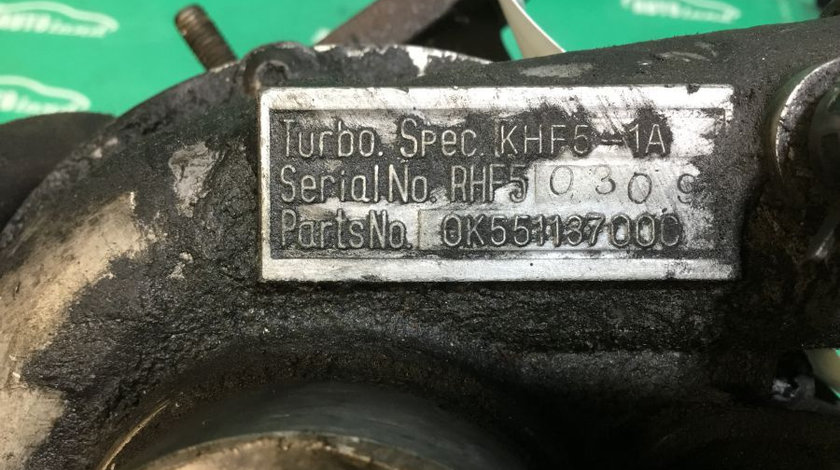 Turbo. Spec. KHF5-1A
Serial No. RHF5 0309
Parts No. 0K55113700C